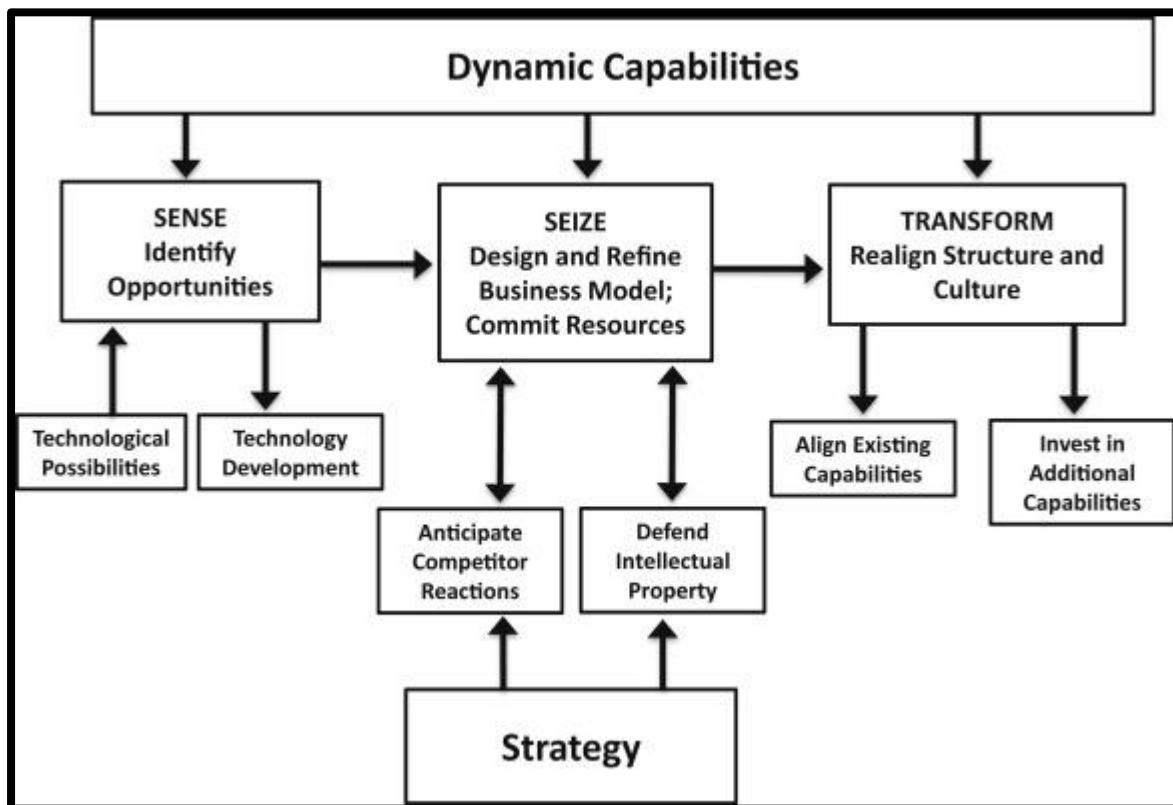 Dynamic Capabilities
SENSE
Identify
Opportunities
SEIZE
Design and Refine
Business Model;
Commit Resources
TRANSFORM
Realign Structure and
Culture
Technological
Possibilities
Technology
Development
Align Existing
Capabilities
Invest in
Additional
Capabilities
Anticipate
Competitor
Reactions
Defend
Intellectual
Property
Strategy